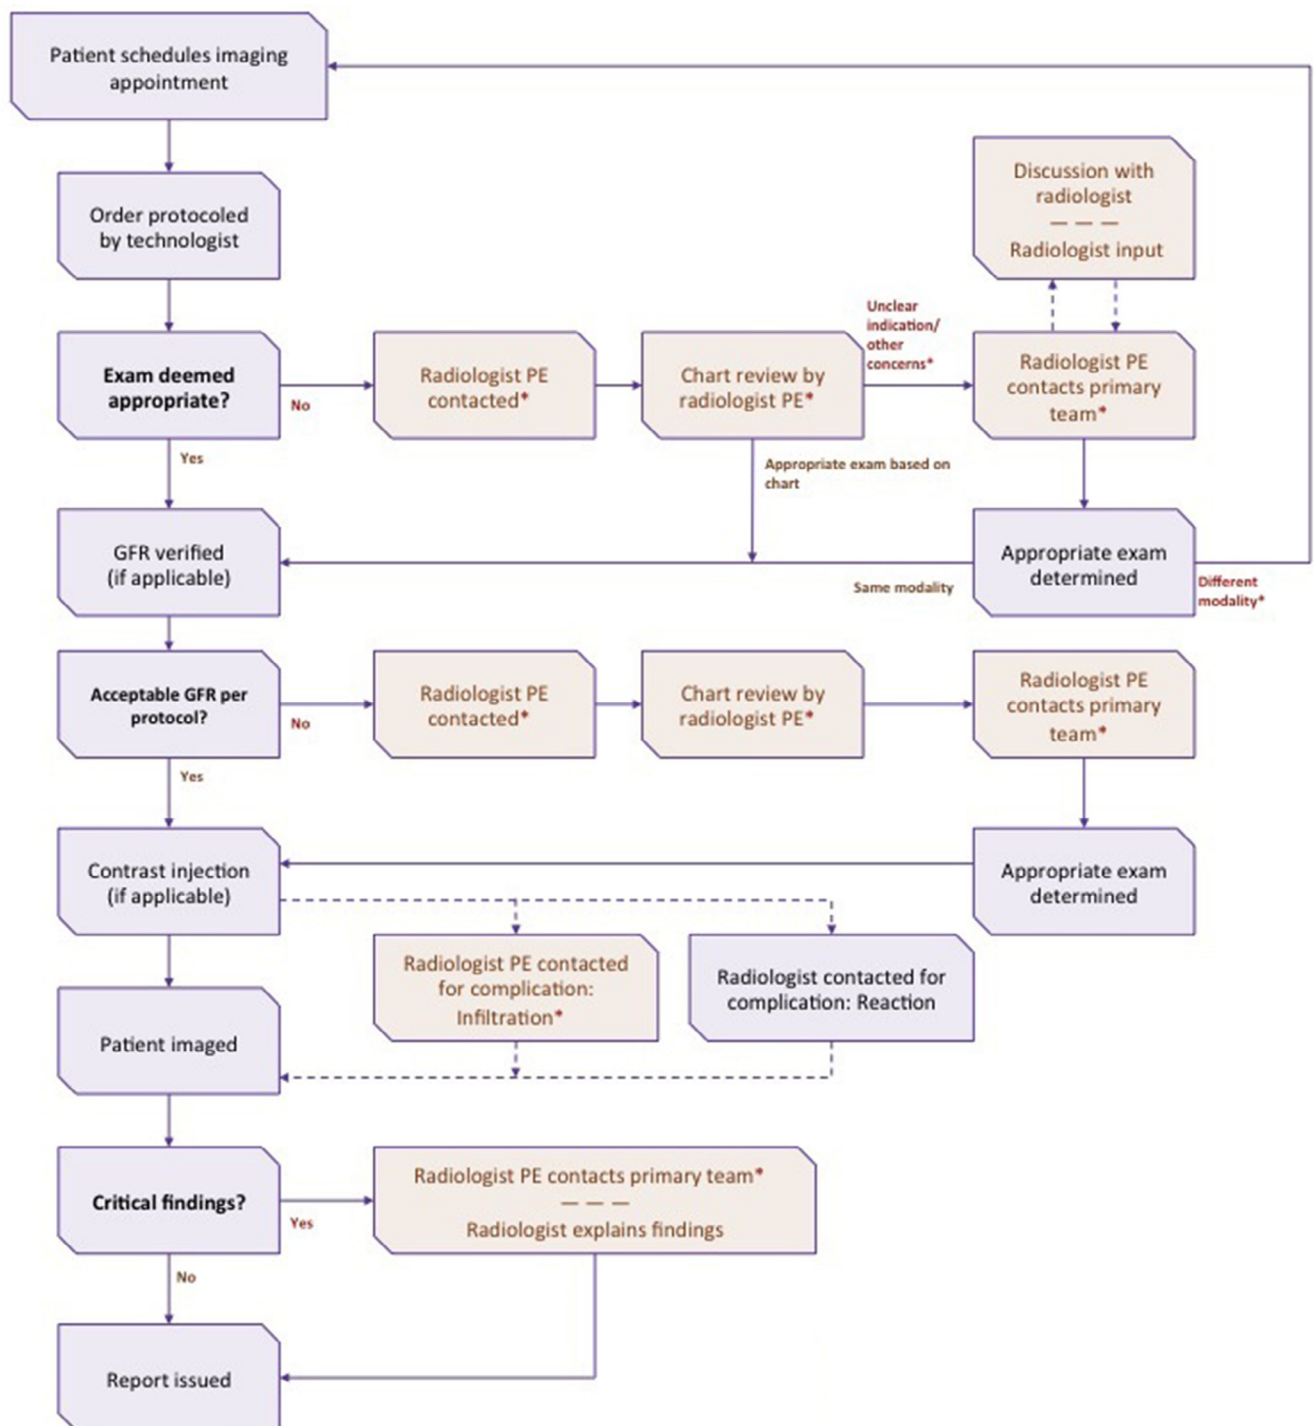 Patient schedules imaging
appointment
Order protocoled
by technologist
Discussion with
radiologist
— — —
Radiologist input
Exam deemed
appropriate?
No
Radiologist PE
contacted*
Chart review by
radiologist PE*
Unclear
indication/
other
concerns*
Radiologist PE
contacts primary
team*
Yes
Appropriate exam based on
chart
GFR verified
(if applicable)
Same modality
Appropriate exam
determined
Different
modality*
Acceptable GFR per
protocol?
No
Radiologist PE
contacted*
Chart review by
radiologist PE*
Radiologist PE
contacts primary
team*
Yes
Contrast injection
(if applicable)
Appropriate exam
determined
Radiologist PE contacted
for complication:
Infiltration*
Radiologist contacted for
complication: Reaction
Patient imaged
Critical findings?
Yes
Radiologist PE contacts primary team*
— — —
Radiologist explains findings
No
Report issued